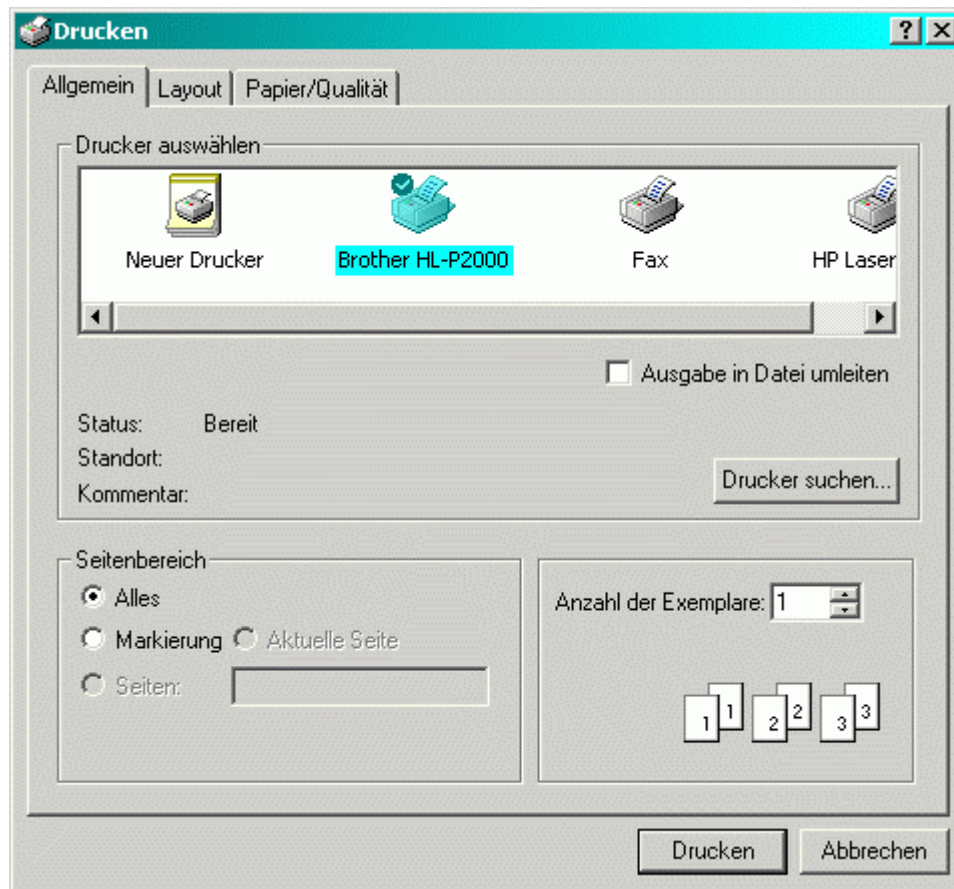 Drucken
Allgemein Layout Papier/Qualität
Drucker auswählen
Neuer Drucker Brother HL-P2000 Fax HP Laser
Ausgabe in Datei umleiten
Status: Bereit
Standort:
Kommentar:
Drucker suchen...
Seitenbereich
Alles
Markierung Aktuelle Seite
Seiten:
Anzahl der Exemplare: 1
1 1 2 2 3 3
Drucken Abbrechen